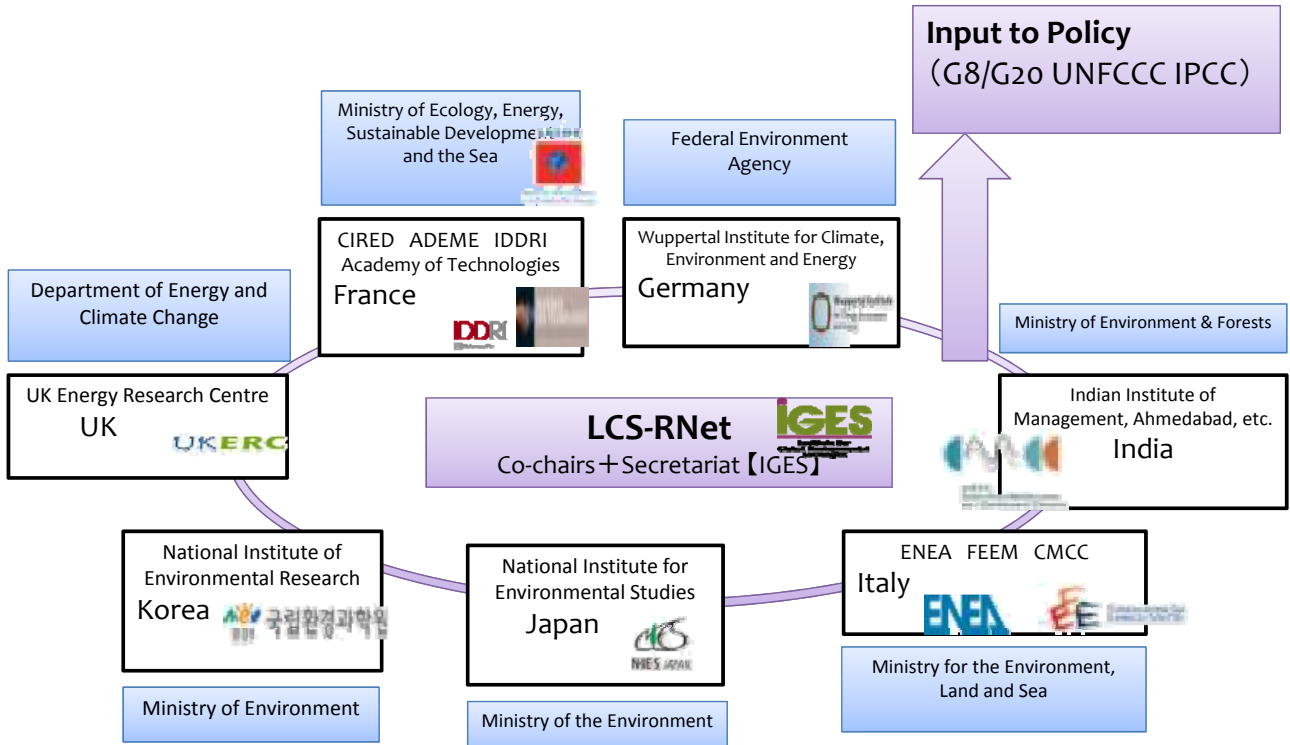 Input to Policy
（G8/G20 UNFCCC IPCC）
Ministry of Ecology, Energy,
Sustainable Development
and the Sea
Federal Environment
Agency
CIRED ADEME IDDRI
Academy of Technologies
France
IDDRI
Wuppertal Institute for Climate,
Environment and Energy
Germany
Wuppertal Institute
Department of Energy and
Climate Change
Ministry of Environment & Forests
UK Energy Research Centre
UK
UKERC
LCS-RNet
Co-chairs＋Secretariat【IGES】
iGES
Indian Institute of
Management, Ahmedabad, etc.
India
National Institute of
Environmental Research
Korea
국립환경과학원
National Institute for
Environmental Studies
Japan
NIES JAPAN
ENEA FEEM CMCC
Italy
ENEA
Ministry of Environment
Ministry of the Environment
Ministry for the Environment,
Land and Sea